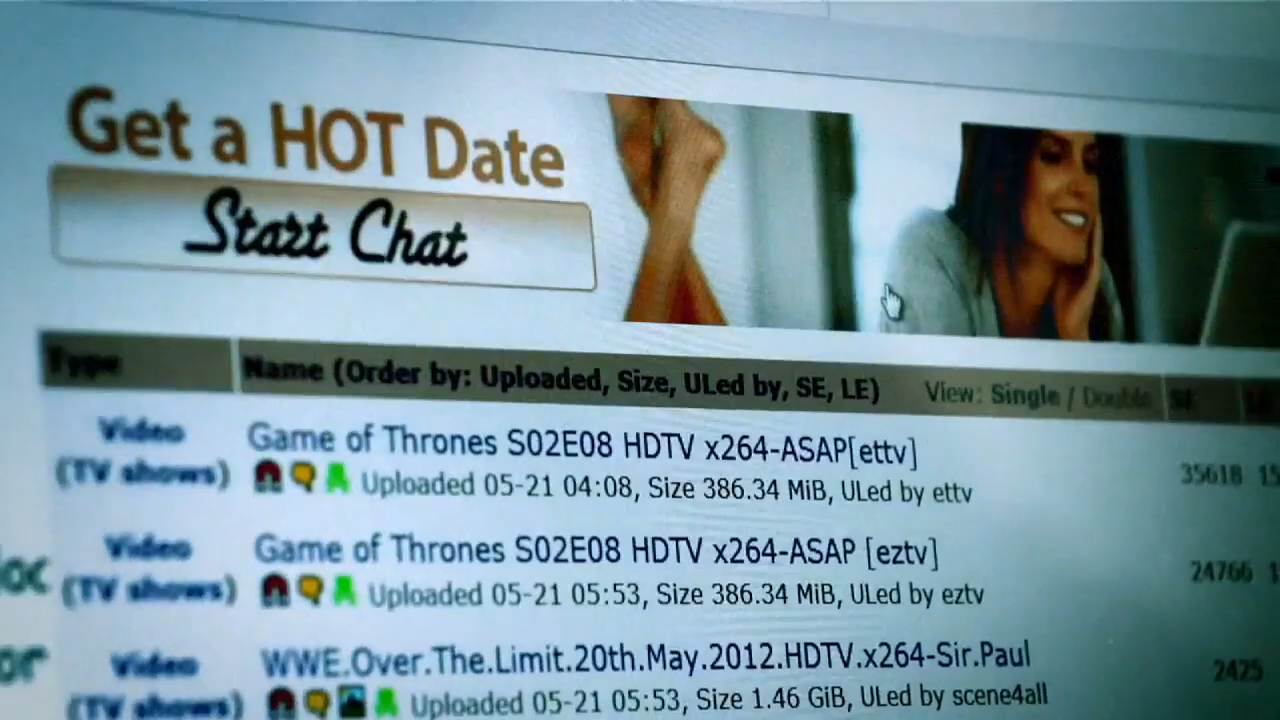 Get a HOT Date
Start Chat
Type
Name (Order by: Uploaded, Size, ULed by, SE, LE)
View: Single / Double
SE
Video
(TV shows)
Game of Thrones S02E08 HDTV x264-ASAP[ettv]
Uploaded 05-21 04:08, Size 386.34 MiB, ULed by ettv
35618
Video
(TV shows)
Game of Thrones S02E08 HDTV x264-ASAP [eztv]
Uploaded 05-21 05:53, Size 386.34 MiB, ULed by eztv
24766
Video
(TV shows)
WWE.Over.The.Limit.20th.May.2012.HDTV.x264-Sir.Paul
Uploaded 05-21 05:53, Size 1.46 GiB, ULed by scene4all
2425